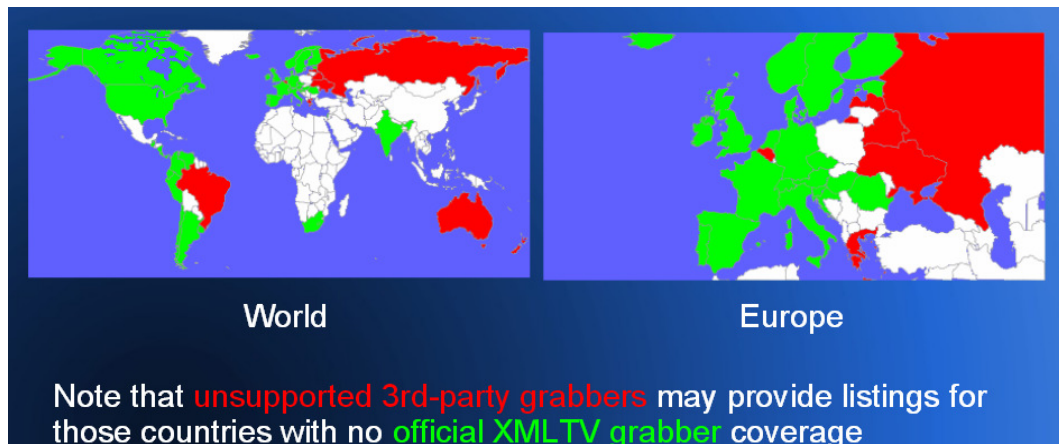 World
Europe
Note that unsupported 3rd-party grabbers may provide listings for
those countries with no official XMLTV grabber coverage